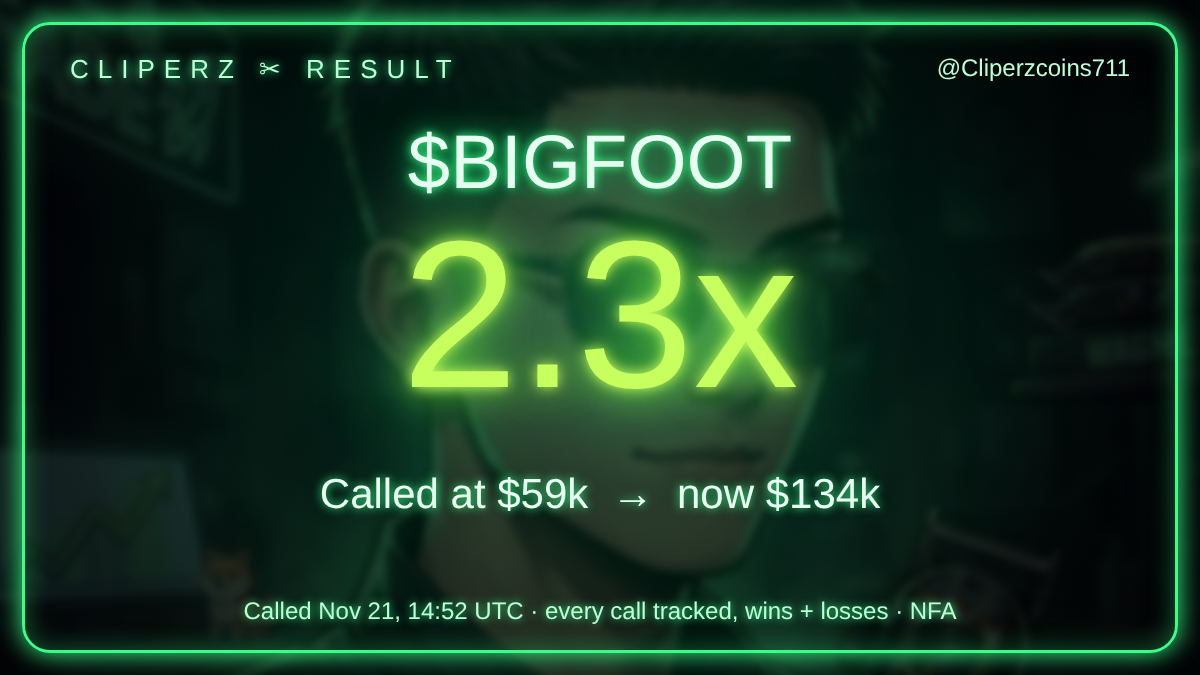 CLIPERZ ✂ RESULT
@Cliperzcoins711
$BIGFOOT
2.3x
Called at $59k → now $134k
Called Nov 21, 14:52 UTC · every call tracked, wins + losses · NFA